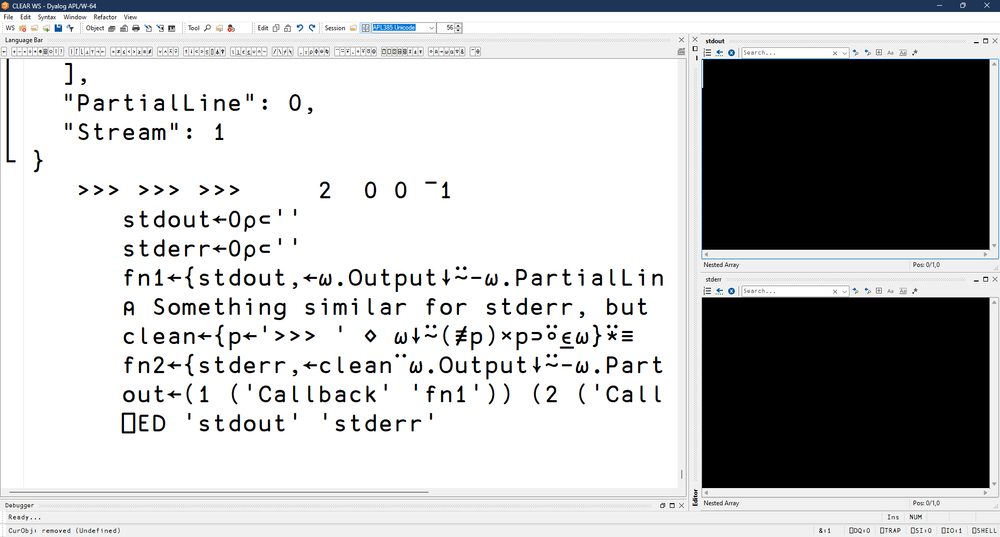 CLEAR WS - Dyalog APL/W-64
File Edit Syntax Window Refactor View
WS Object Tool Edit Session APL385 Unicode 56
Language Bar
← +-×÷*⍟⌹○!? |⌈⌊⊥⊤⊣⊢ =≠≤<>≥≡≢ ∨∧⍲⍱ ↑↓⊂⊃⊆⌷⍋⍒ ⍳⍸∊⍷∪∩~ /\⌿⍀ ,⍪⍴⌽⊖⍉ ¨⍨⍣.∘⍤⍥@ ⍞⎕⍠⌸⌺⌶⍎⍕ ⋄⍝→⍵⍺∇& ¯⍬
],
"PartialLine": 0,
"Stream": 1
}
>>> >>> >>> 2 0 0 ¯1
stdout←0⍴⊂''
stderr←0⍴⊂''
fn1←{stdout,←⍵.Output↓⍨-⍵.PartialLin
⍝ Something similar for stderr, but
clean←{p←'>>> ' ⋄ ⍵↓⍨(≢p)×p⊃⍤⍷⍵}⍣≡
fn2←{stderr,←clean¨⍵.Output↓⍨-⍵.Part
out←(1 ('Callback' 'fn1')) (2 ('Call
⎕ED 'stdout' 'stderr'
stdout
Search... Aa Aa .*
Nested Array Pos: 0/1,0
stderr
Search... Aa Aa .*
Nested Array Pos: 0/1,0
Editor
Debugger
Ready... Ins NUM
CurObj: removed (Undefined) &:1 ⎕DQ:0 ⎕TRAP ⎕SI:0 ⎕IO:1 ⎕SHELL